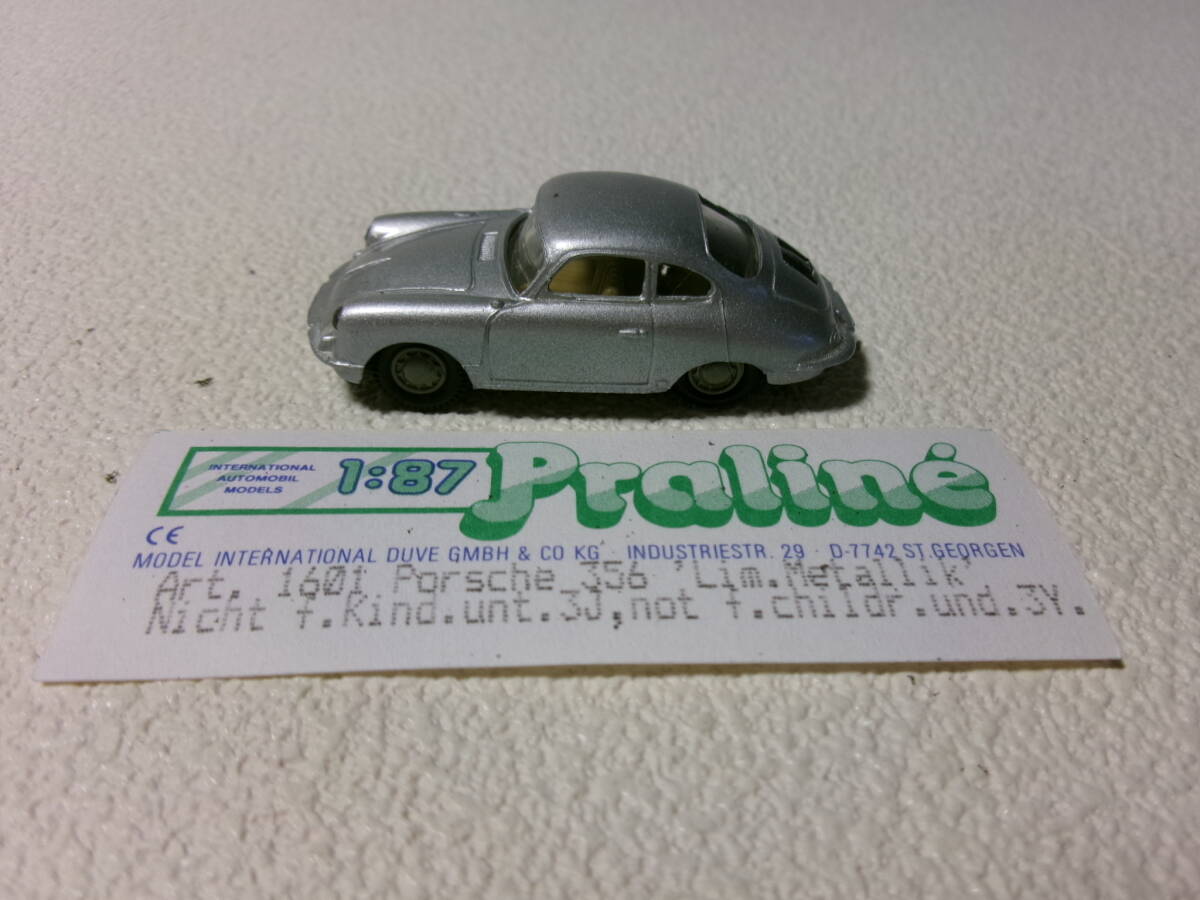 INTERNATIONAL
AUTOMOBIL
MODELS
1:87
Praliné
CE
MODEL INTERNATIONAL DUVE GMBH & CO KG · INDUSTRIESTR. 29 · D-7742 ST.GEORGEN
Art. 1601 Porsche 356 'Lim.Metallik'
Nicht f.Kind.unt.3J,not f.childr.und.3Y.